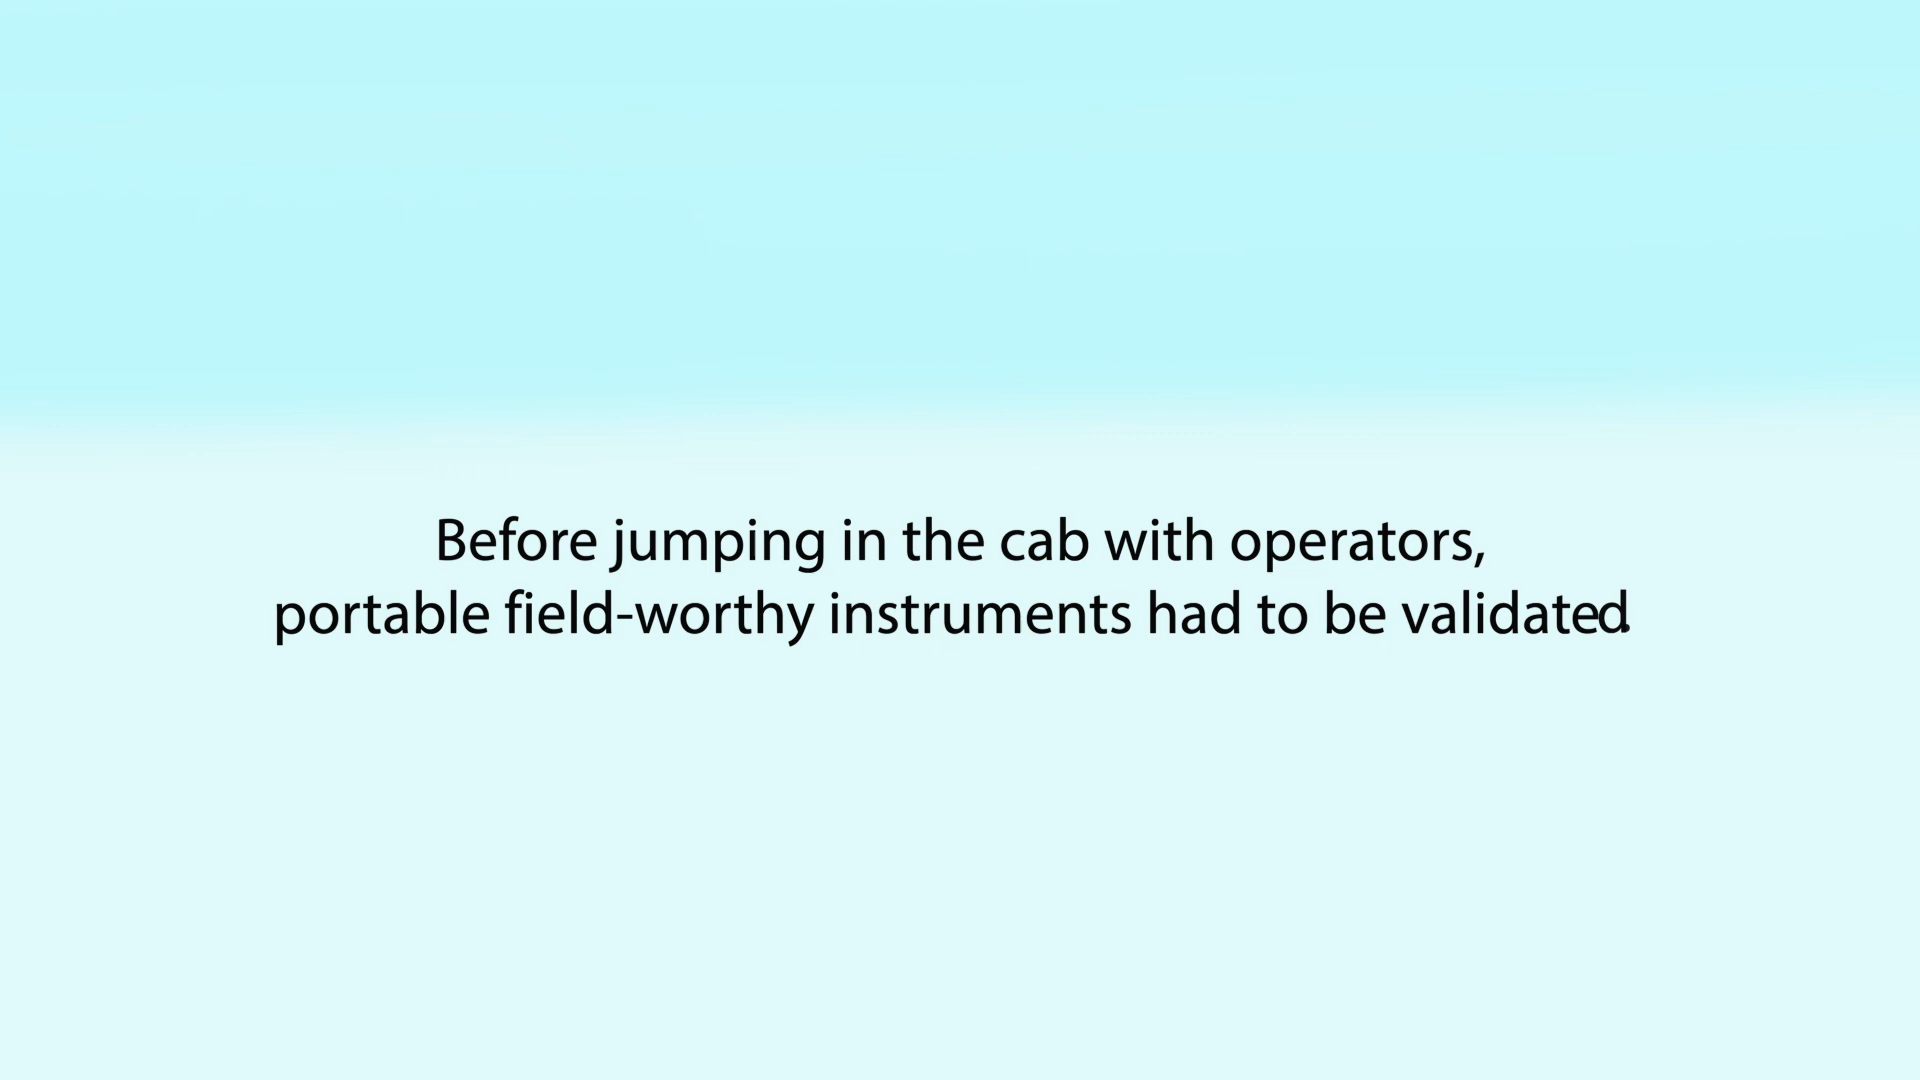 Before jumping in the cab with operators,
portable field-worthy instruments had to be validated.